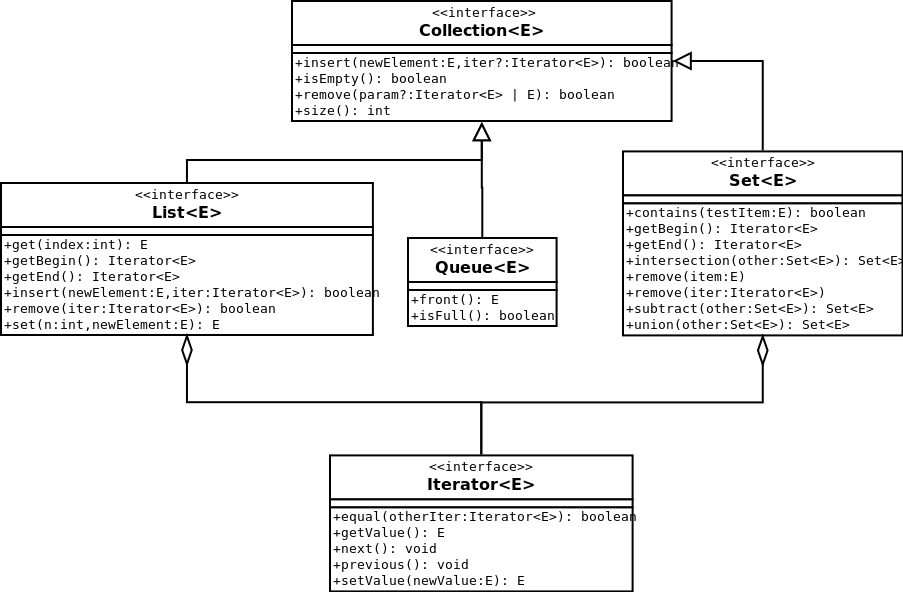 <<interface>>
Collection<E>
+insert(newElement:E,iter?:Iterator<E>): boolean
+isEmpty(): boolean
+remove(param?:Iterator<E> | E): boolean
+size(): int
<<interface>>
List<E>
+get(index:int): E
+getBegin(): Iterator<E>
+getEnd(): Iterator<E>
+insert(newElement:E,iter:Iterator<E>): boolean
+remove(iter:Iterator<E>): boolean
+set(n:int,newElement:E): E
<<interface>>
Queue<E>
+front(): E
+isFull(): boolean
<<interface>>
Set<E>
+contains(testItem:E): boolean
+getBegin(): Iterator<E>
+getEnd(): Iterator<E>
+intersection(other:Set<E>): Set<E>
+remove(item:E)
+remove(iter:Iterator<E>)
+subtract(other:Set<E>): Set<E>
+union(other:Set<E>): Set<E>
<<interface>>
Iterator<E>
+equal(otherIter:Iterator<E>): boolean
+getValue(): E
+next(): void
+previous(): void
+setValue(newValue:E): E